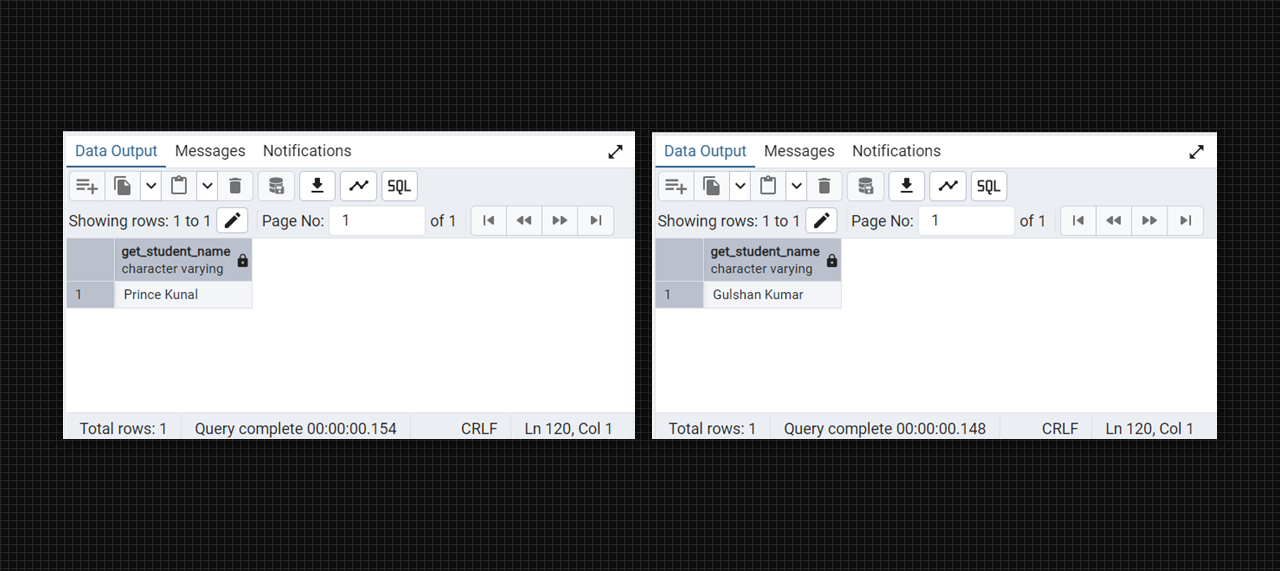 Data Output Messages Notifications
SQL
Showing rows: 1 to 1 Page No: 1 of 1
get_student_name
character varying
1 Prince Kunal
Total rows: 1 Query complete 00:00:00.154 CRLF Ln 120, Col 1
Data Output Messages Notifications
SQL
Showing rows: 1 to 1 Page No: 1 of 1
get_student_name
character varying
1 Gulshan Kumar
Total rows: 1 Query complete 00:00:00.148 CRLF Ln 120, Col 1